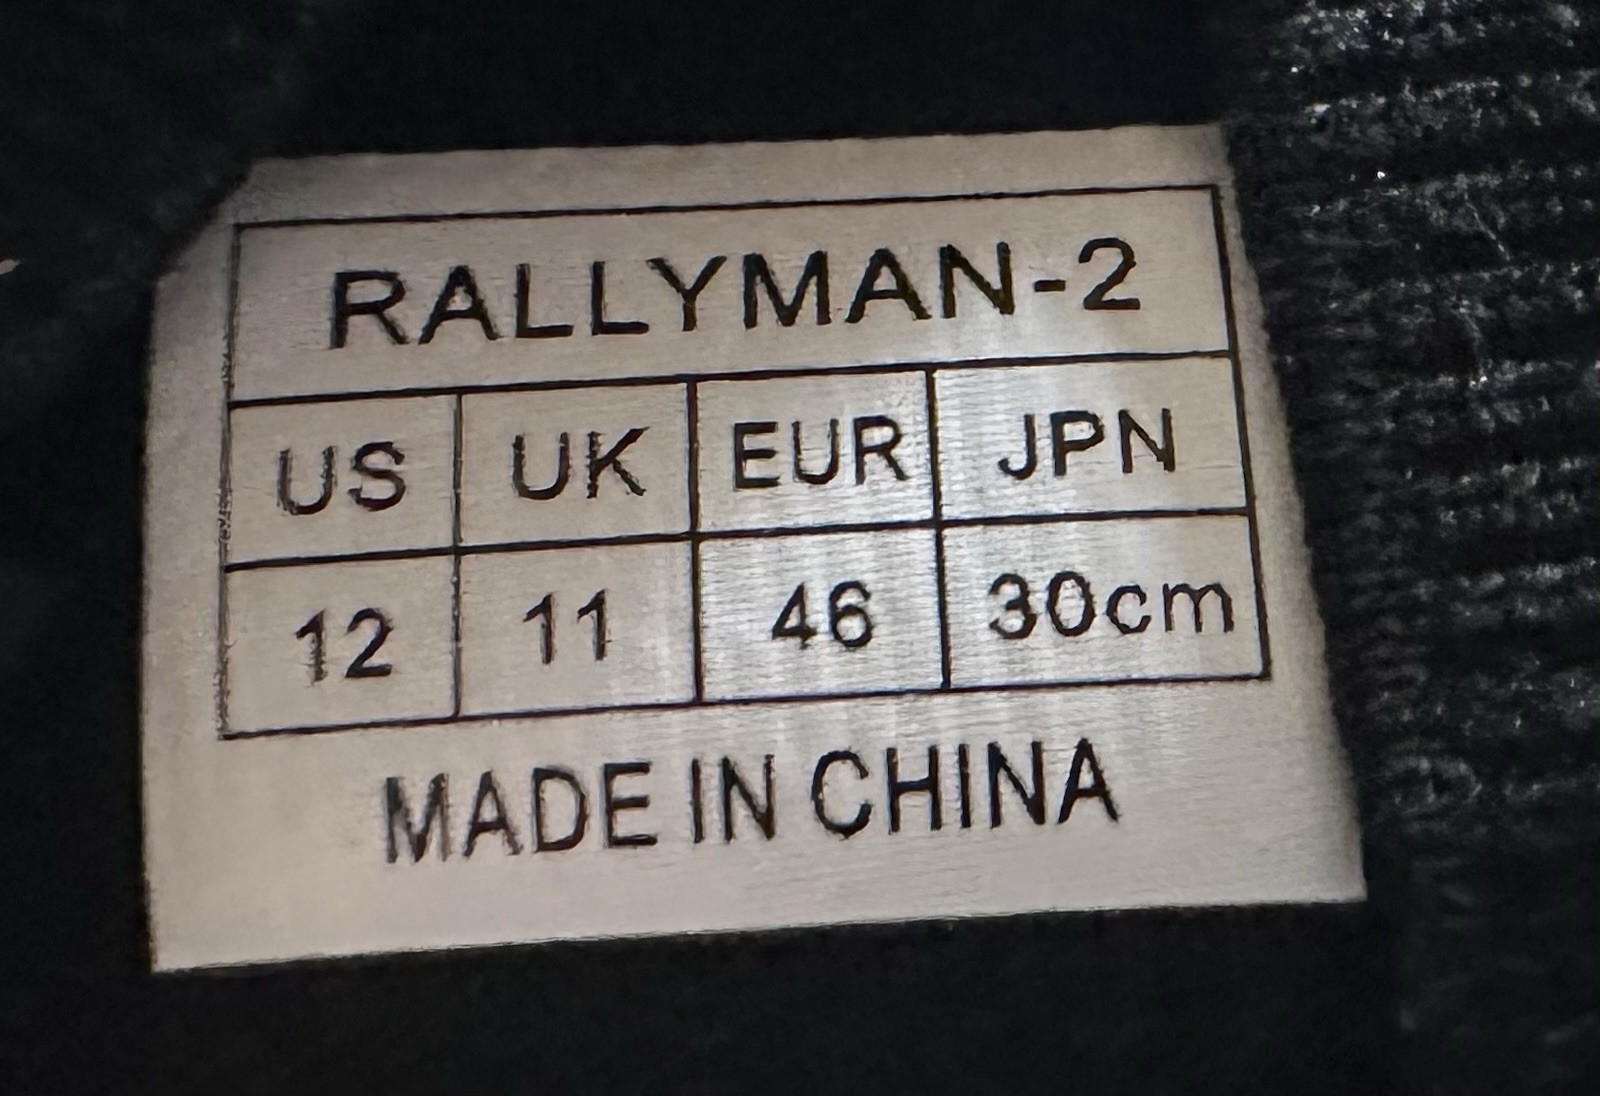 RALLYMAN-2
US UK EUR JPN
12 11 46 30cm
MADE IN CHINA